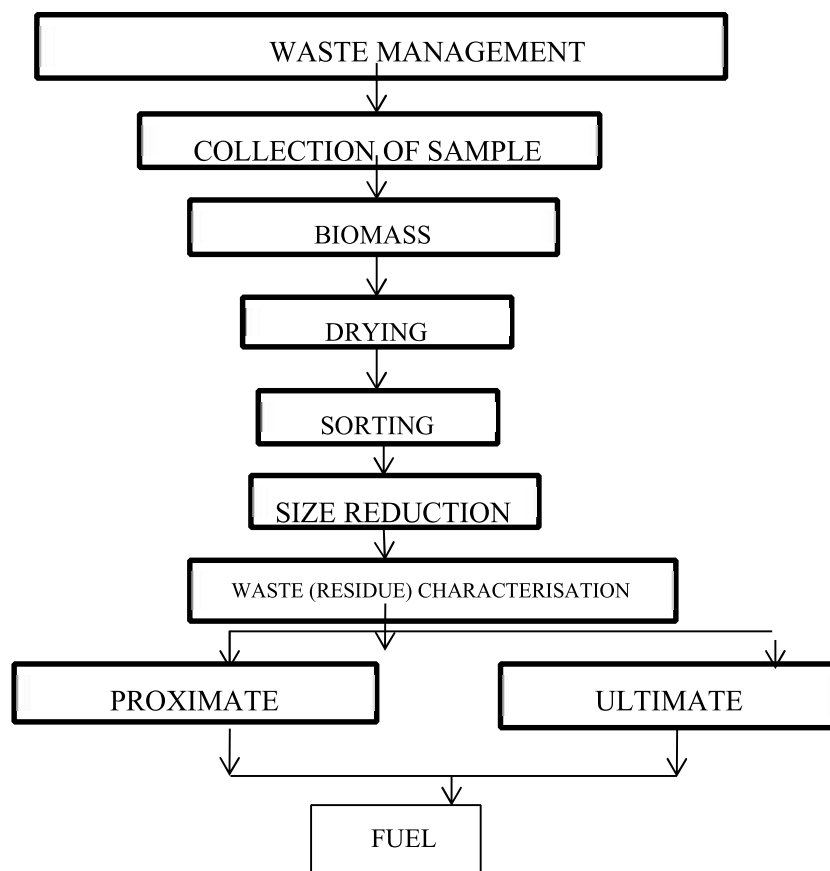 WASTE MANAGEMENT
COLLECTION OF SAMPLE
BIOMASS
DRYING
SORTING
SIZE REDUCTION
WASTE (RESIDUE) CHARACTERISATION
PROXIMATE
ULTIMATE
FUEL